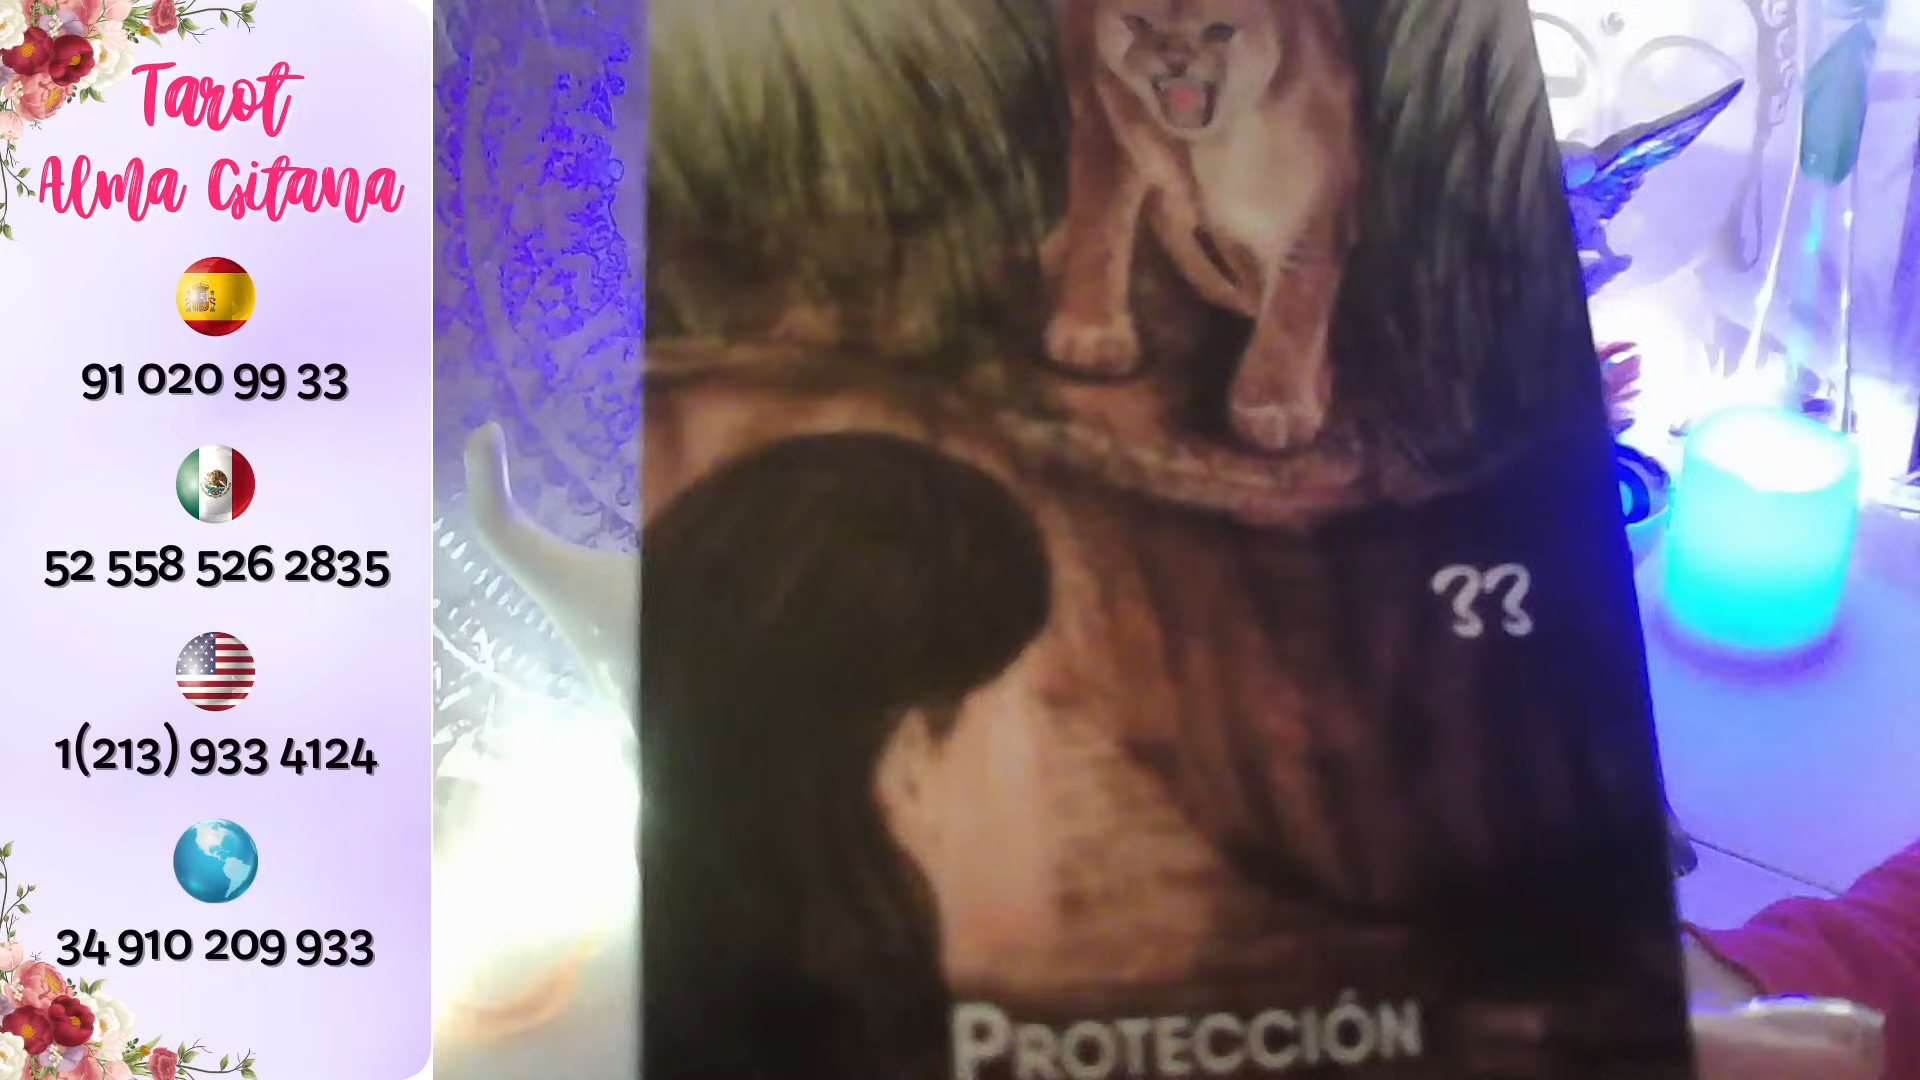 Tarot
Alma Gitana
91 020 99 33
52 558 526 2835
1(213) 933 4124
34 910 209 933
33
PROTECCIÓN